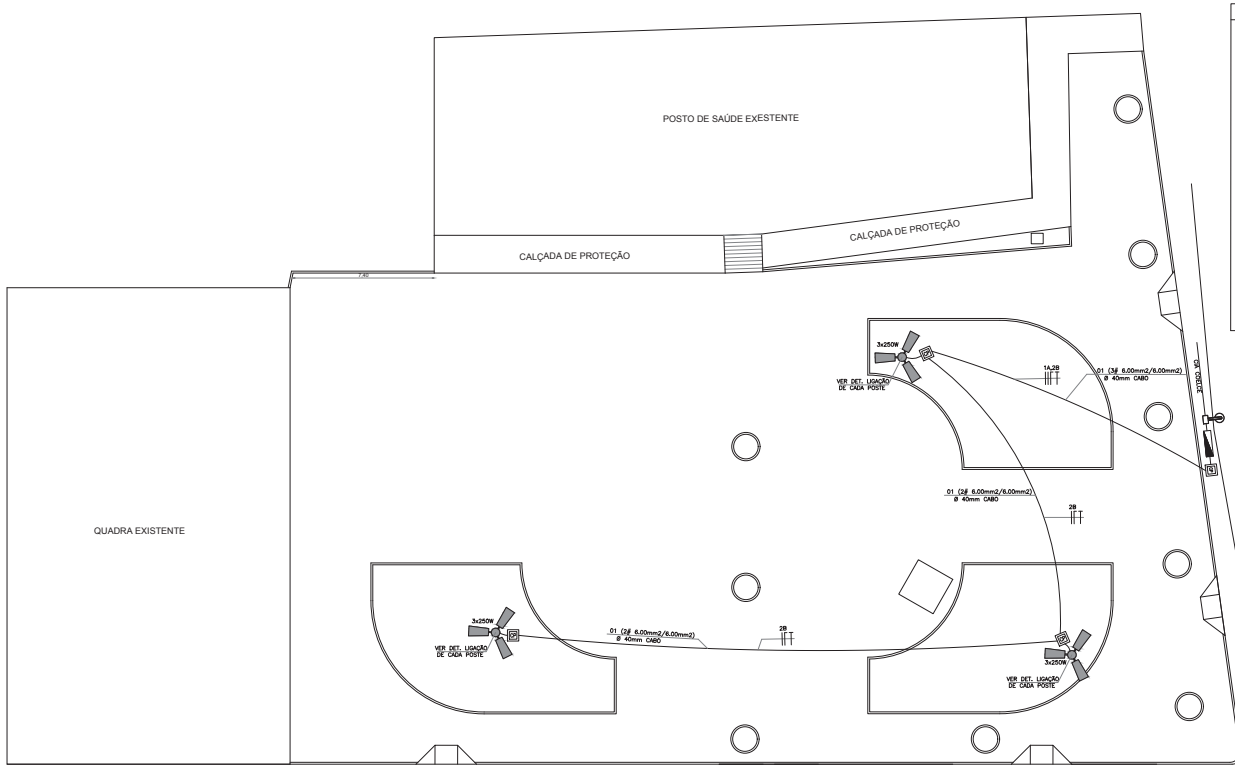 POSTO DE SAÚDE EXESTENTE
CALÇADA DE PROTEÇÃO
CALÇADA DE PROTEÇÃO
7.40
3x250W
VER DET. LIGAÇÃO
DE CADA POSTE
1A,2B
01 (3# 6.00mm2/6.00mm2)
Ø 40mm CABO
CIA COELCE
01 (2# 6.00mm2/6.00mm2)
Ø 40mm CABO
2B
QUADRA EXISTENTE
3x250W
VER DET. LIGAÇÃO
DE CADA POSTE
01 (2# 6.00mm2/6.00mm2)
Ø 40mm CABO
2B
3x250W
VER DET. LIGAÇÃO
DE CADA POSTE